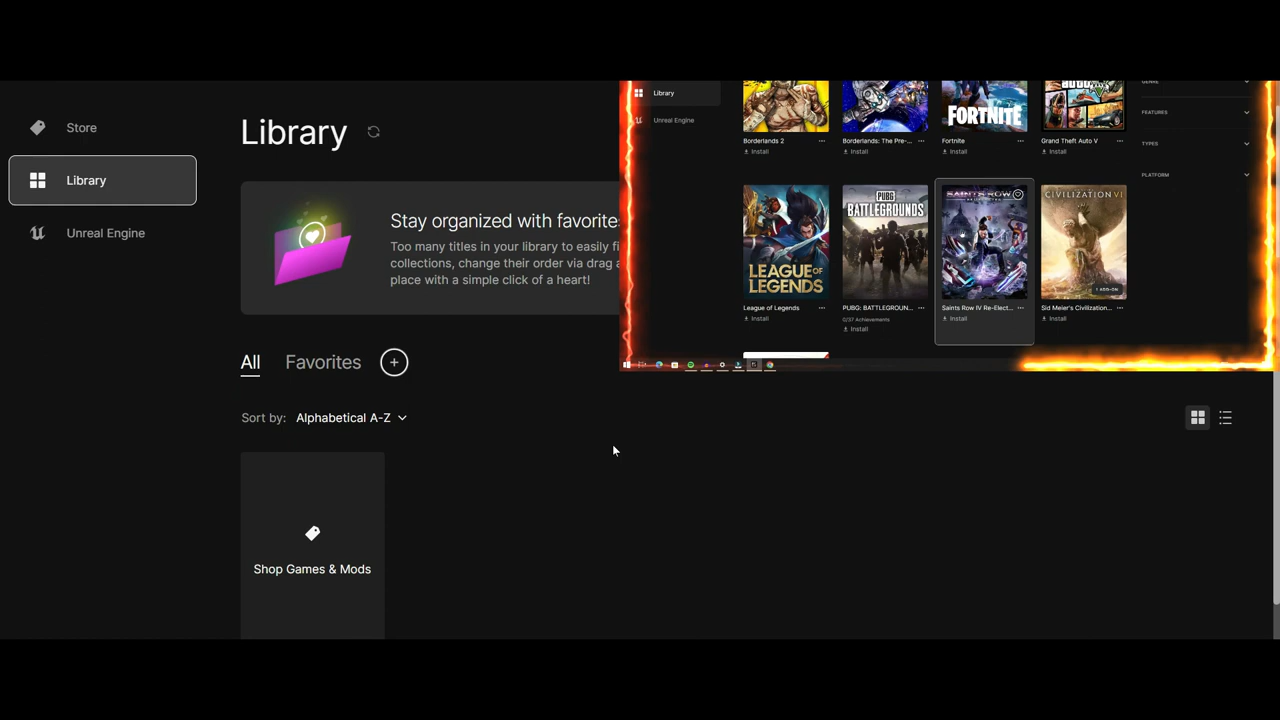 Store
Library
Unreal Engine
Library
Stay organized with favorite
Too many titles in your library to easily fi
collections, change their order via drag a
place with a simple click of a heart!
All
Favorites
Sort by: Alphabetical A-Z
Shop Games & Mods
Library
Unreal Engine
FORTNITE
Borderlands 2
Borderlands: The Pre-...
Fortnite
Grand Theft Auto V
Install
Install
Install
Install
GENRE
FEATURES
TYPES
PLATFORM
LEAGUE OF
LEGENDS
PUBG
BATTLEGROUNDS
SAINTS ROW
CIVILIZATION VI
1 ADD-ON
League of Legends
PUBG: BATTLEGROUN...
Saints Row IV Re-Elect...
Sid Meier's Civilization...
Install
0/37 Achievements
Install
Install
Install